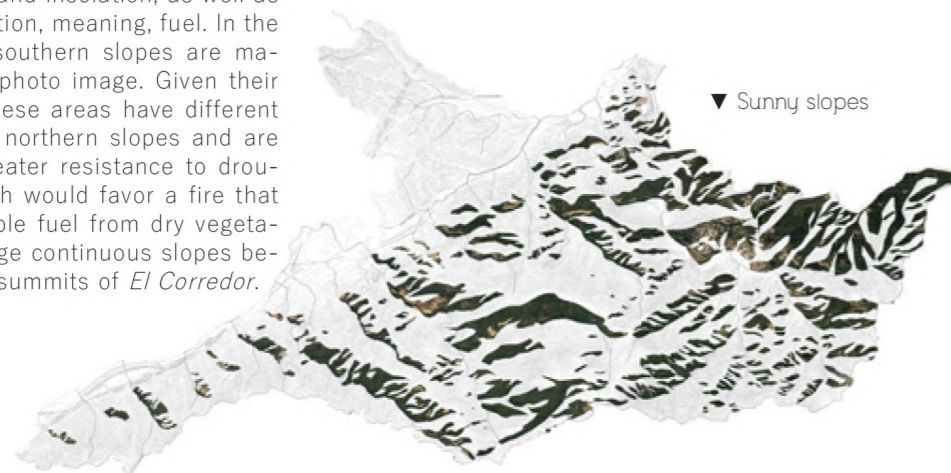 and insolation, as well as
tion, meaning, fuel. In the
southern slopes are ma-
photo image. Given their
ese areas have different
northern slopes and are
eater resistance to drou-
h would favor a fire that
ble fuel from dry vegeta-
ge continuous slopes be-
summits of El Corredor.
▼ Sunny slopes